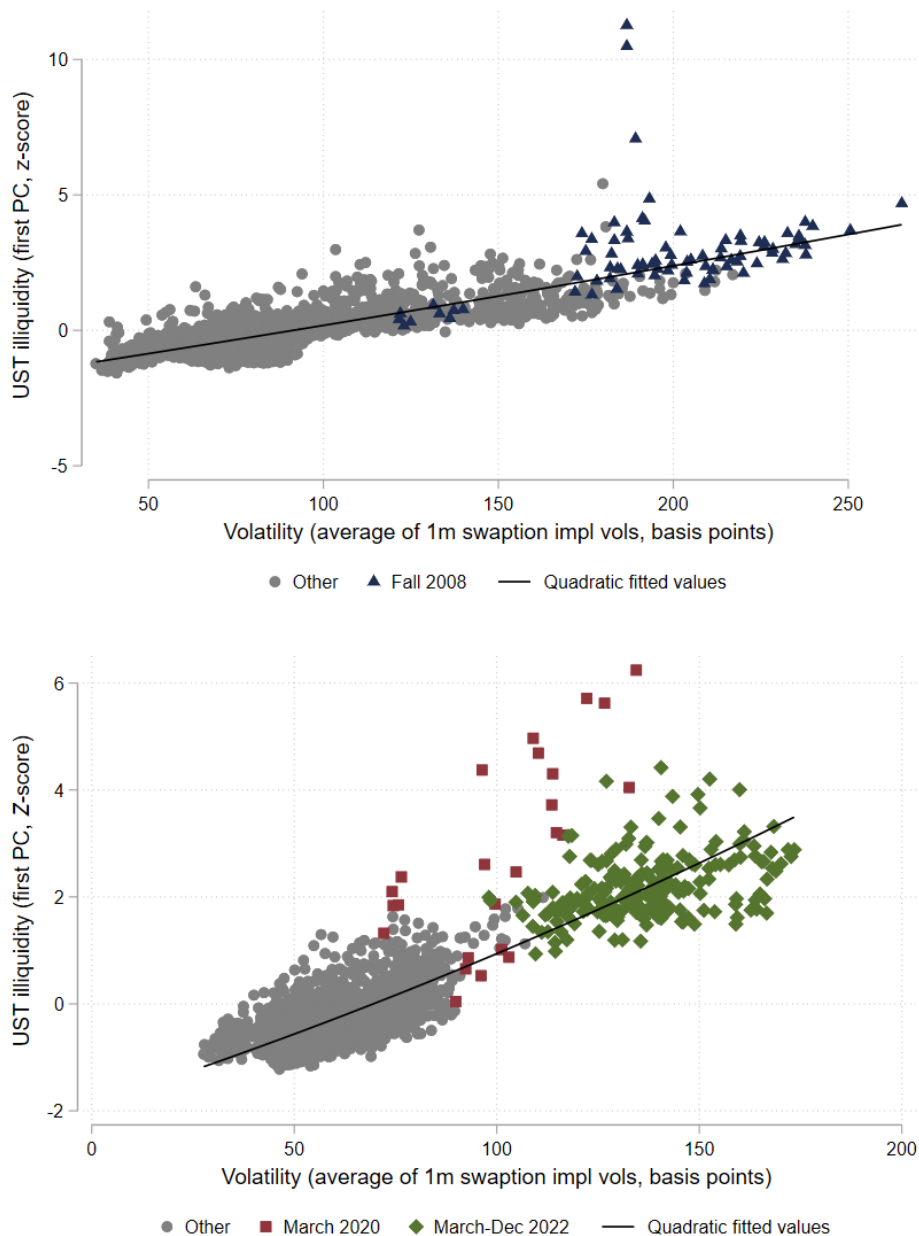 UST illiquidity (first PC, z-score)
10
5
0
-5
50 100 150 200 250
Volatility (average of 1m swaption impl vols, basis points)
Other Fall 2008 Quadratic fitted values
UST illiquidity (first PC, z-score)
6
4
2
0
-2
0 50 100 150 200
Volatility (average of 1m swaption impl vols, basis points)
Other March 2020 March-Dec 2022 Quadratic fitted values